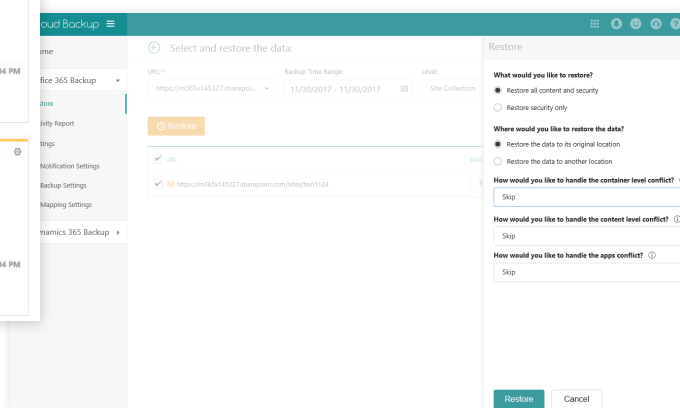 oud Backup
Select and restore the data:
Restore
ome
04 PM
fice 365 Backup
store
ivity Report
tings
Notification Settings
Backup Settings
Mapping Settings
namics 365 Backup
04 PM
URL: *
Backup Time Range:
Level:
https://m365x145327.sharepoi...
11/30/2017 - 11/30/2017
Site Collection
Restore
URL
Back
https://m365x145327.sharepoint.com/sites/test1124
What would you like to restore?
Restore all content and security
Restore security only
Where would you like to restore the data?
Restore the data to its original location
Restore the data to another location
How would you like to handle the container level conflict?
Skip
How would you like to handle the content level conflict?
Skip
How would you like to handle the apps conflict?
Skip
Restore
Cancel